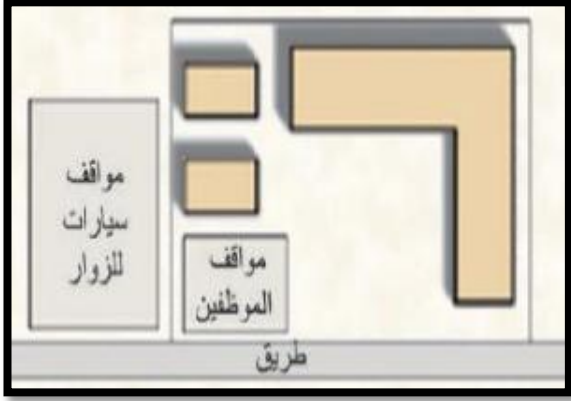 مواقف
سيارات
للزوار
مواقف
الموظفين
طريق